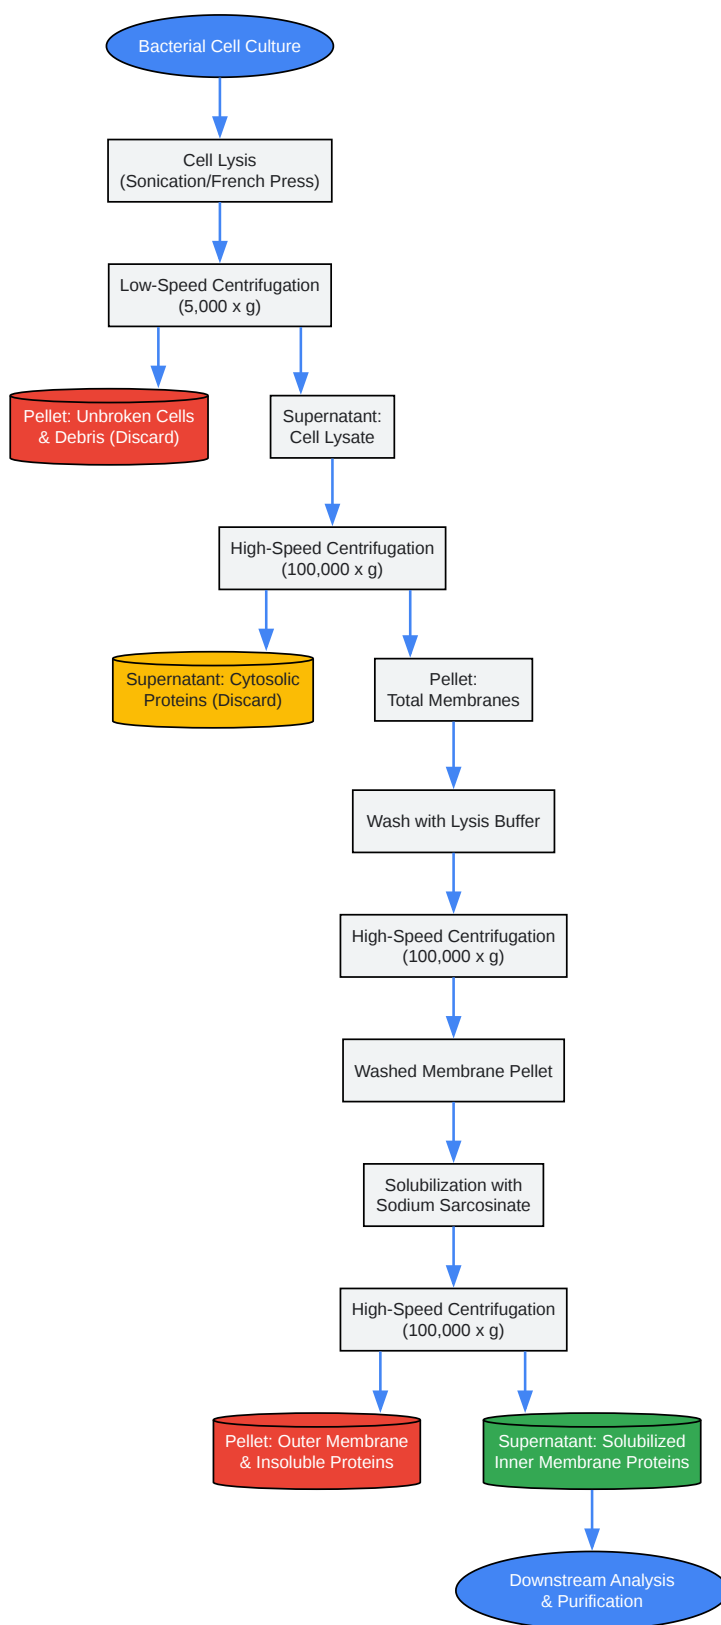 Bacterial Cell Culture
Cell Lysis
(Sonication/French Press)
Low-Speed Centrifugation
(5,000 x g)
Pellet: Unbroken Cells
& Debris (Discard)
Supernatant:
Cell Lysate
High-Speed Centrifugation
(100,000 x g)
Supernatant: Cytosolic
Proteins (Discard)
Pellet:
Total Membranes
Wash with Lysis Buffer
High-Speed Centrifugation
(100,000 x g)
Washed Membrane Pellet
Solubilization with
Sodium Sarcosinate
High-Speed Centrifugation
(100,000 x g)
Pellet: Outer Membrane
& Insoluble Proteins
Supernatant: Solubilized
Inner Membrane Proteins
Downstream Analysis
& Purification